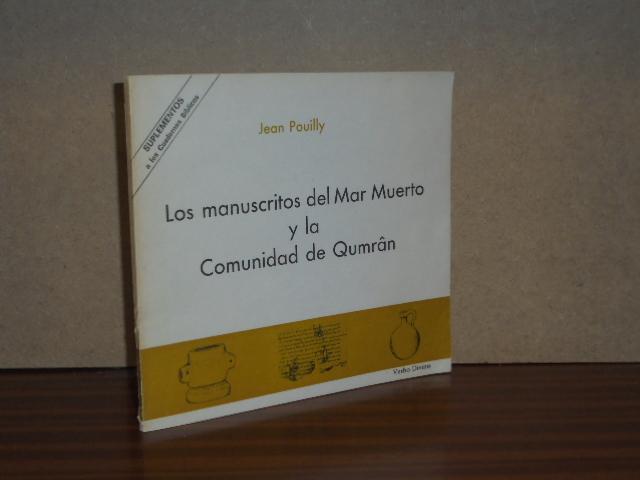 SUPLEMENTOS
a los Cuadernos Bíblicos
Jean Pouilly
Los manuscritos del Mar Muerto
y la
Comunidad de Qumrân
Verbo Divino